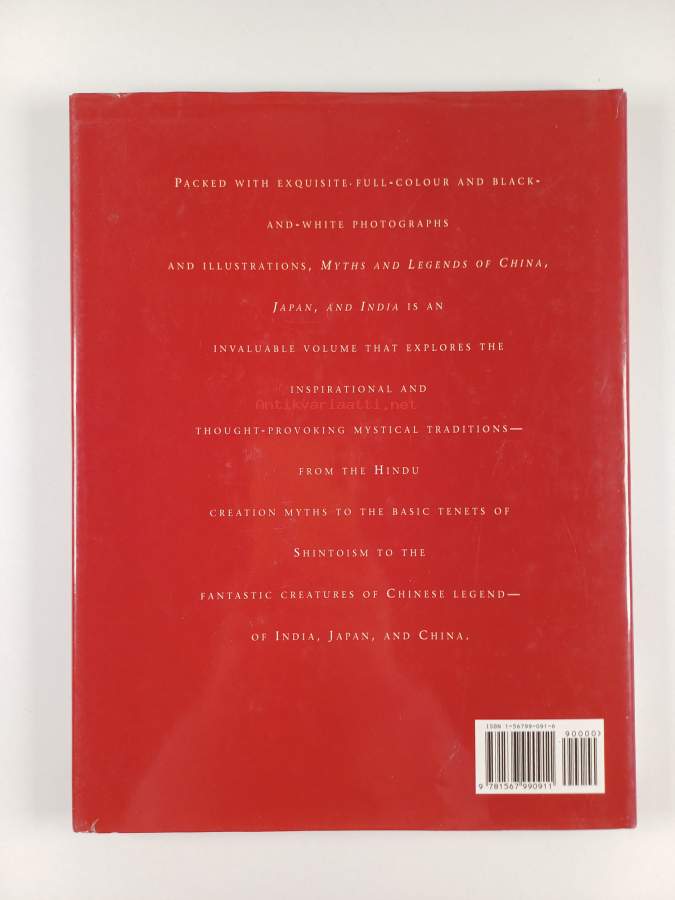 PACKED WITH EXQUISITE FULL-COLOUR AND BLACK-
AND-WHITE PHOTOGRAPHS
AND ILLUSTRATIONS, MYTHS AND LEGENDS OF CHINA,
JAPAN, AND INDIA IS AN
INVALUABLE VOLUME THAT EXPLORES THE
INSPIRATIONAL AND
Antikvariaatti.net
THOUGHT-PROVOKING MYSTICAL TRADITIONS—
FROM THE HINDU
CREATION MYTHS TO THE BASIC TENETS OF
SHINTOISM TO THE
FANTASTIC CREATURES OF CHINESE LEGEND—
OF INDIA, JAPAN, AND CHINA.
ISBN 1-56799-091-6
90000>
9 781567 990911